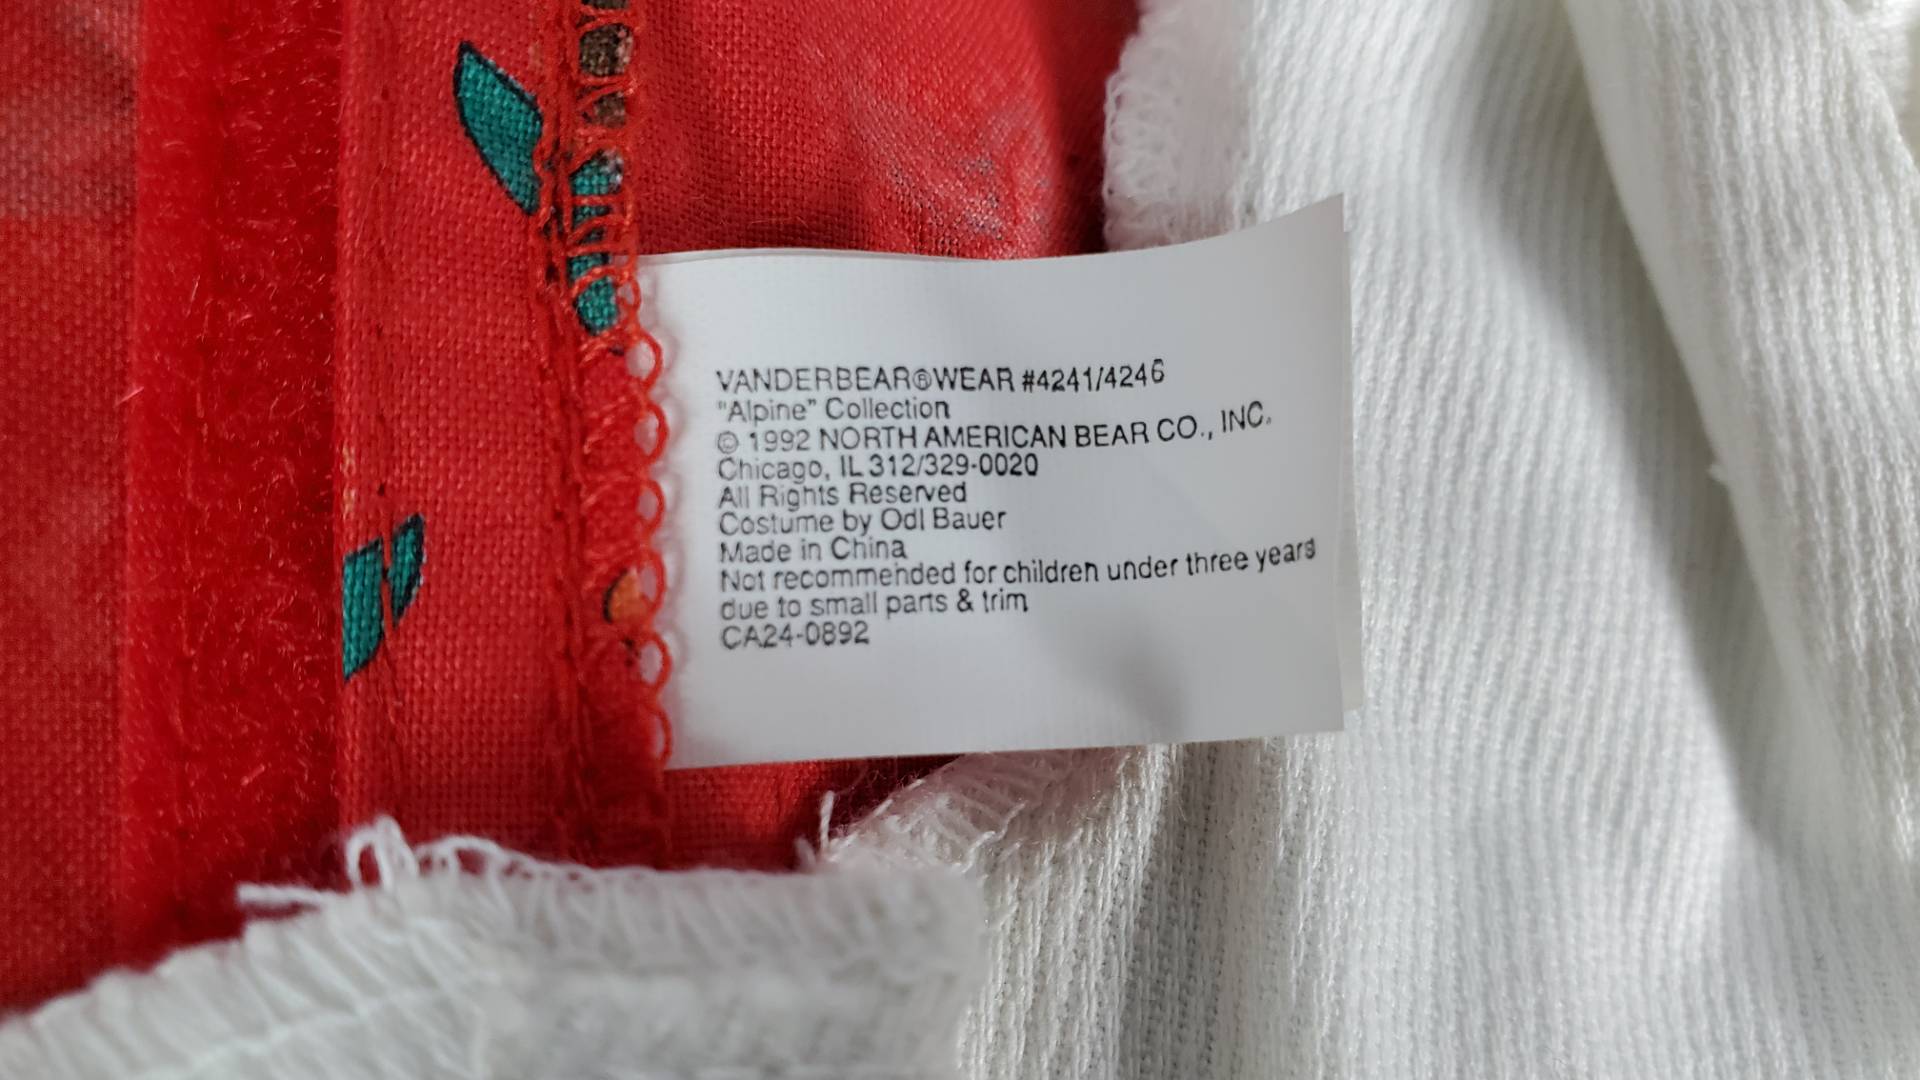 VANDERBEAR®WEAR #4241/4246
"Alpine" Collection
© 1992 NORTH AMERICAN BEAR CO., INC.
Chicago, IL 312/329-0020
All Rights Reserved
Costume by Odl Bauer
Made in China
Not recommended for children under three years
due to small parts & trim
CA24-0892